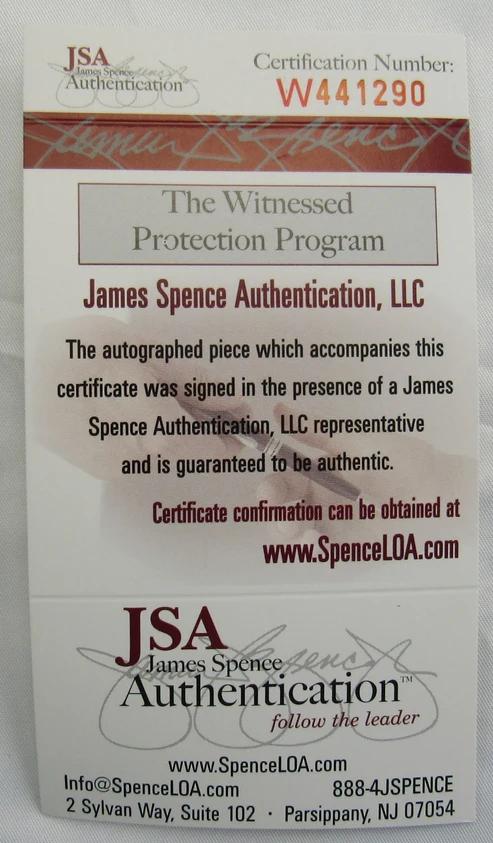 JSA
James Spence
Authentication
Certification Number:
W441290
The Witnessed
Protection Program
James Spence Authentication, LLC
The autographed piece which accompanies this
certificate was signed in the presence of a James
Spence Authentication, LLC representative
and is guaranteed to be authentic.
Certificate confirmation can be obtained at
www.SpenceLOA.com
JSA
James Spence
Authentication™
follow the leader
www.SpenceLOA.com
Info@SpenceLOA.com 888-4JSPENCE
2 Sylvan Way, Suite 102 · Parsippany, NJ 07054